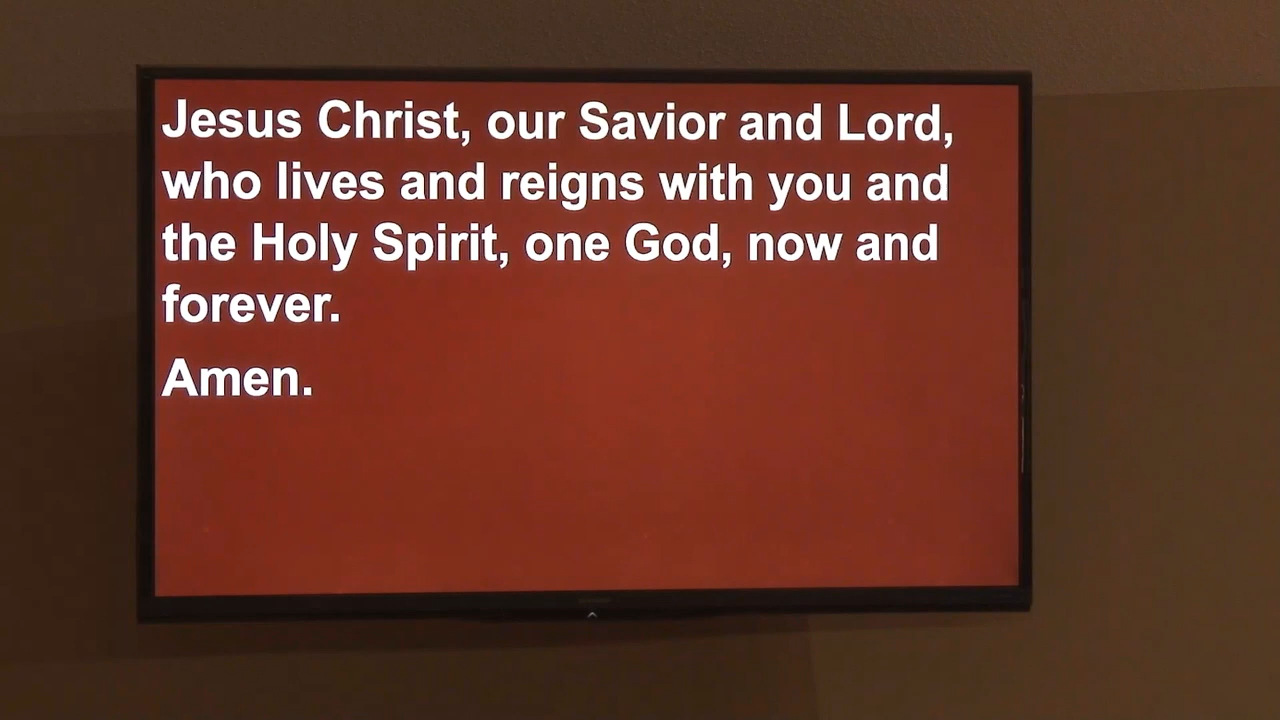 Jesus Christ, our Savior and Lord,
who lives and reigns with you and
the Holy Spirit, one God, now and
forever.
Amen.